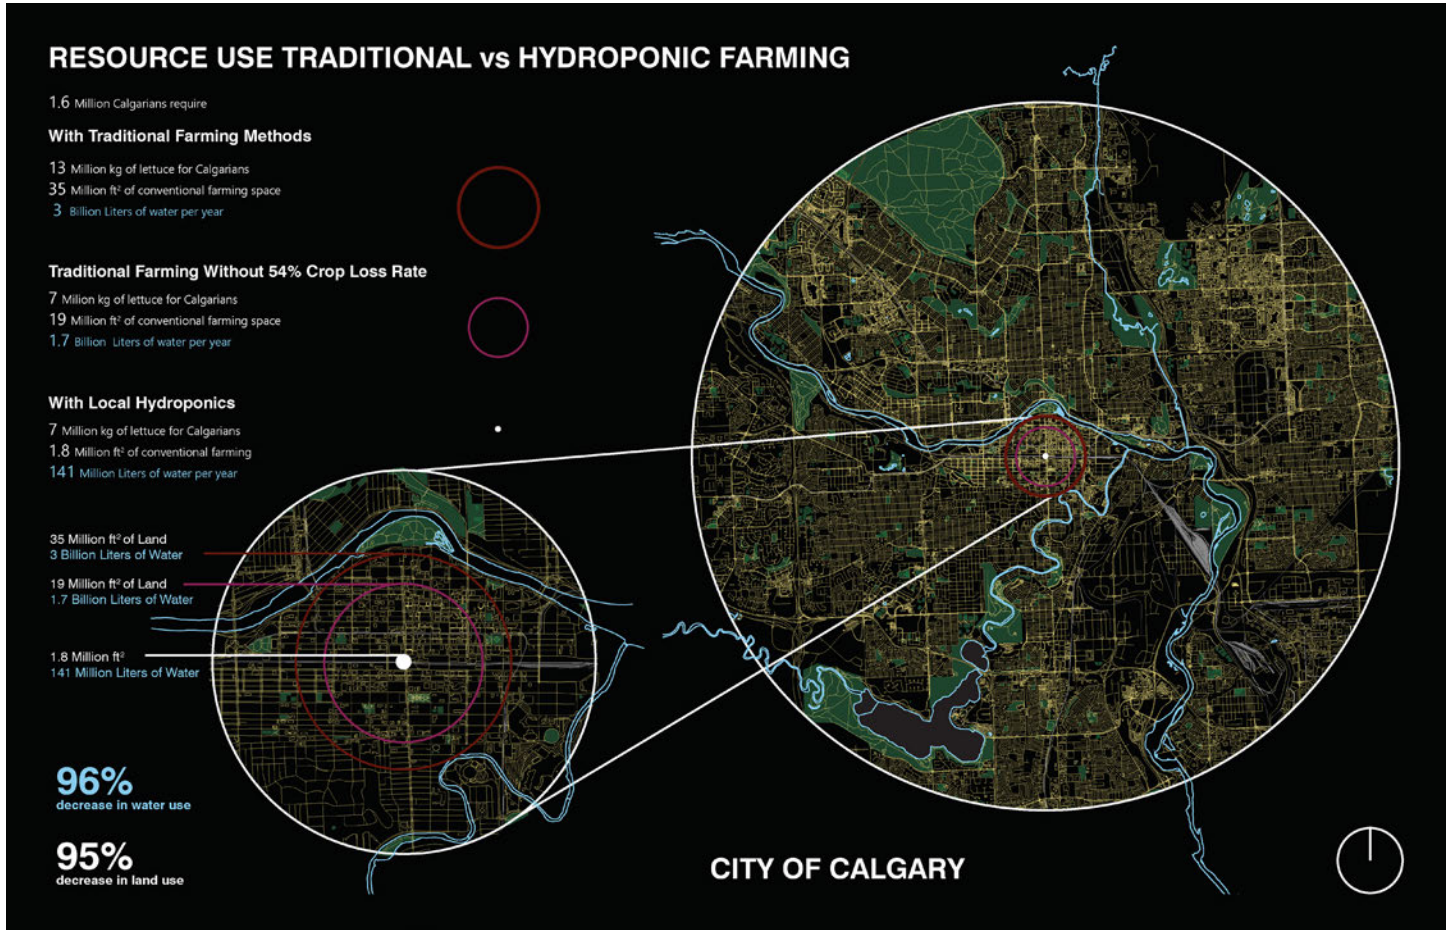 RESOURCE USE TRADITIONAL vs HYDROPONIC FARMING
1.6 Million Calgarians require
With Traditional Farming Methods
13 Million kg of lettuce for Calgarians
35 Million ft² of conventional farming space
3 Billion Liters of water per year
Traditional Farming Without 54% Crop Loss Rate
7 Milion kg of lettuce for Calgarians
19 Million ft² of conventional farming space
1.7 Billion Liters of water per year
With Local Hydroponics
7 Million kg of lettuce for Calgarians
1.8 Million ft² of conventional farming
141 Million Liters of water per year
35 Million ft² of Land
3 Billion Liters of Water
19 Million ft² of Land
1.7 Billion Liters of Water
1.8 Million ft²
141 Million Liters of Water
96%
decrease in water use
95%
decrease in land use
CITY OF CALGARY